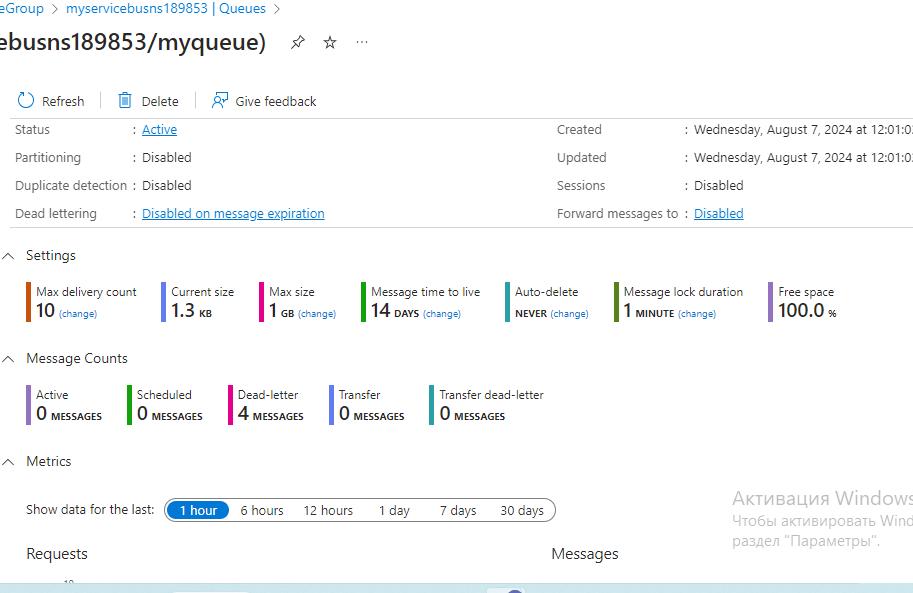 eGroup > myservicebusns189853 | Queues >
ebusns189853/myqueue) ...
Refresh | Delete | Give feedback
Status : Active
Created : Wednesday, August 7, 2024 at 12:01:0
Partitioning : Disabled
Updated : Wednesday, August 7, 2024 at 12:01:0
Duplicate detection : Disabled
Sessions : Disabled
Dead lettering : Disabled on message expiration
Forward messages to : Disabled
Settings
Max delivery count
10 (change)
Current size
1.3 KB
Max size
1 GB (change)
Message time to live
14 DAYS (change)
Auto-delete
NEVER (change)
Message lock duration
1 MINUTE (change)
Free space
100.0 %
Message Counts
Active
0 MESSAGES
Scheduled
0 MESSAGES
Dead-letter
4 MESSAGES
Transfer
0 MESSAGES
Transfer dead-letter
0 MESSAGES
Metrics
Show data for the last: 1 hour 6 hours 12 hours 1 day 7 days 30 days
Активация Windows
Чтобы активировать Wind
раздел "Параметры".
Requests
Messages